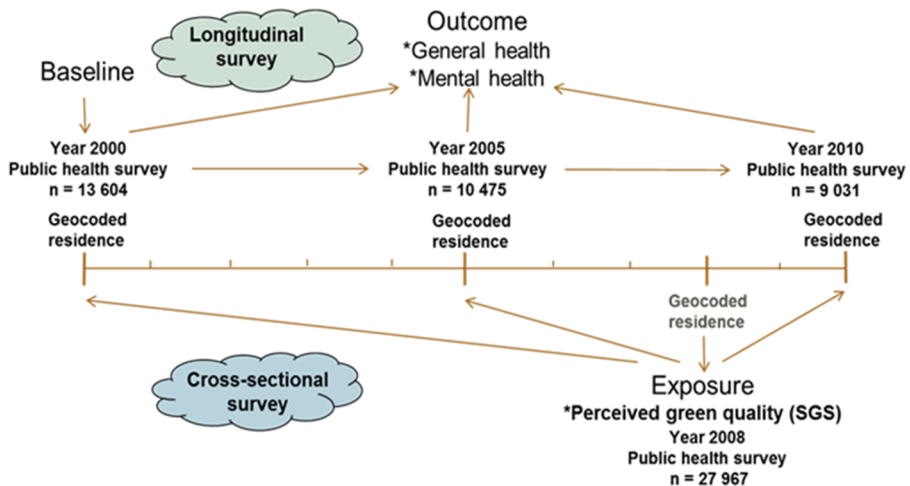 Longitudinal
survey
Outcome
*General health
*Mental health
Baseline
Year 2000
Public health survey
n = 13 604
Year 2005
Public health survey
n = 10 475
Year 2010
Public health survey
n = 9 031
Geocoded
residence
Geocoded
residence
Geocoded
residence
Geocoded
residence
Cross-sectional
survey
Exposure
*Perceived green quality (SGS)
Year 2008
Public health survey
n = 27 967